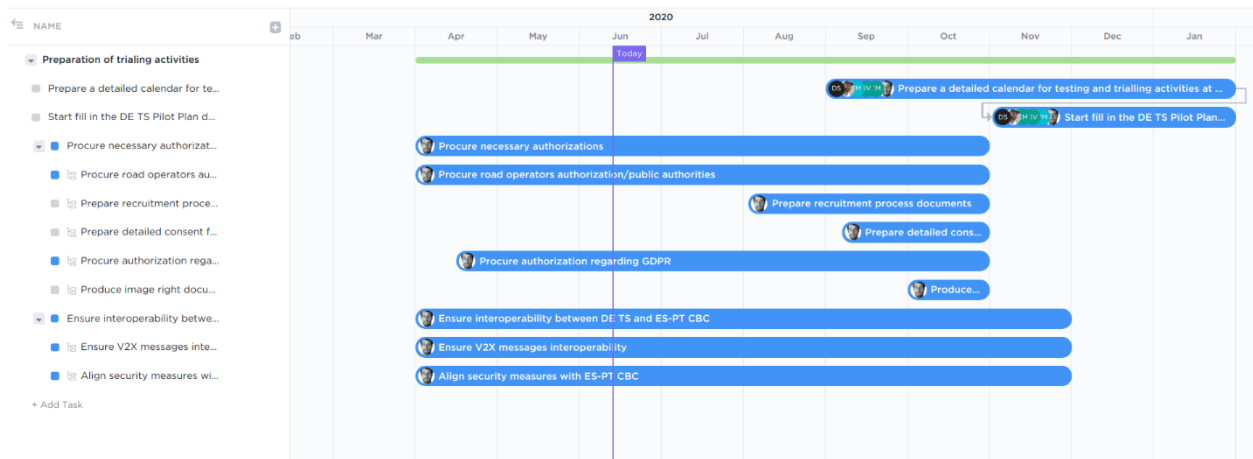 NAME
2020
eb Mar Apr May Jun Jul Aug Sep Oct Nov Dec Jan
Today
Preparation of trialing activities
Prepare a detailed calendar for te...
DS Prepare a detailed calendar for testing and trialling activities at ...
Start fill in the DE TS Pilot Plan d...
DS Start fill in the DE TS Pilot Plan...
Procure necessary authorizat...
Procure necessary authorizations
Procure road operators au...
Procure road operators authorization/public authorities
Prepare recruitment proce...
Prepare recruitment process documents
Prepare detailed consent f...
Prepare detailed cons...
Procure authorization rega...
Procure authorization regarding GDPR
Produce image right docu...
Produce...
Ensure interoperability betwe...
Ensure interoperability between DE TS and ES-PT CBC
Ensure V2X messages inte...
Ensure V2X messages interoperability
Align security measures wi...
Align security measures with ES-PT CBC
+ Add Task